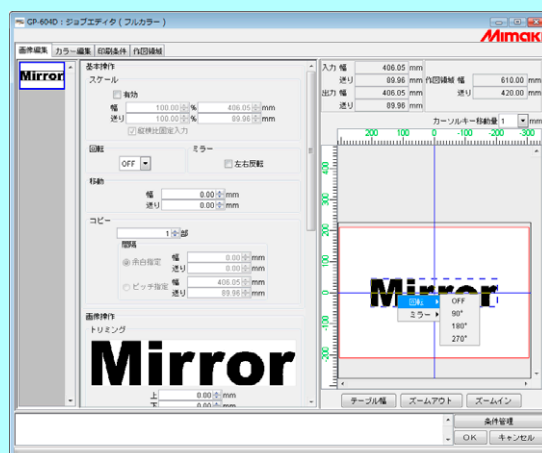 GP-604D：ジョブエディタ ( フルカラー )
Mimaki
画像編集 カラー編集 印刷条件 作図領域
Mirror
基本操作
スケール
有効
幅 100.00 % 406.05 mm
送り 100.00 % 89.96 mm
縦横比固定入力
回転 ミラー
OFF 左右反転
移動
幅 0.00 mm
送り 0.00 mm
コピー
1 部
間隔
余白指定 幅 0.00 mm
送り 0.00 mm
ピッチ指定 幅 406.05 mm
送り 89.96 mm
画像操作
トリミング
Mirror
上 0.00 mm
下 0.00 mm
入力 幅 406.05 mm
送り 89.96 mm 作図領域 幅 610.00 mm
出力 幅 406.05 mm 送り 420.00 mm
送り 89.96 mm
カーソルキー移動量 1 mm
200 100 0 -100 -200
400
300
200
100
0
-100
-200
Mirror
回転 OFF
ミラー 90°
180°
270°
テーブル幅 ズームアウト ズームイン
条件管理
OK キャンセル